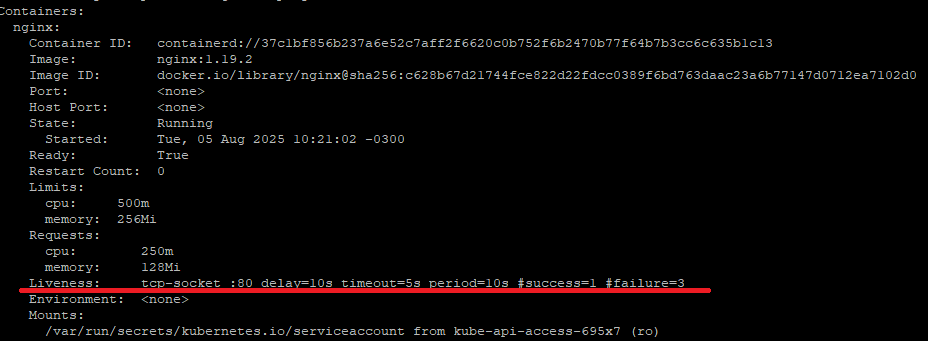 Containers:
nginx:
Container ID: containerd://37c1bf856b237a6e52c7aff2f6620c0b752f6b2470b77f64b7b3cc6c635b1c13
Image: nginx:1.19.2
Image ID: docker.io/library/nginx@sha256:c628b67d21744fce822d22fdcc0389f6bd763daac23a6b77147d0712ea7102d0
Port: <none>
Host Port: <none>
State: Running
Started: Tue, 05 Aug 2025 10:21:02 -0300
Ready: True
Restart Count: 0
Limits:
cpu: 500m
memory: 256Mi
Requests:
cpu: 250m
memory: 128Mi
Liveness: tcp-socket :80 delay=10s timeout=5s period=10s #success=1 #failure=3
Environment: <none>
Mounts:
/var/run/secrets/kubernetes.io/serviceaccount from kube-api-access-695x7 (ro)